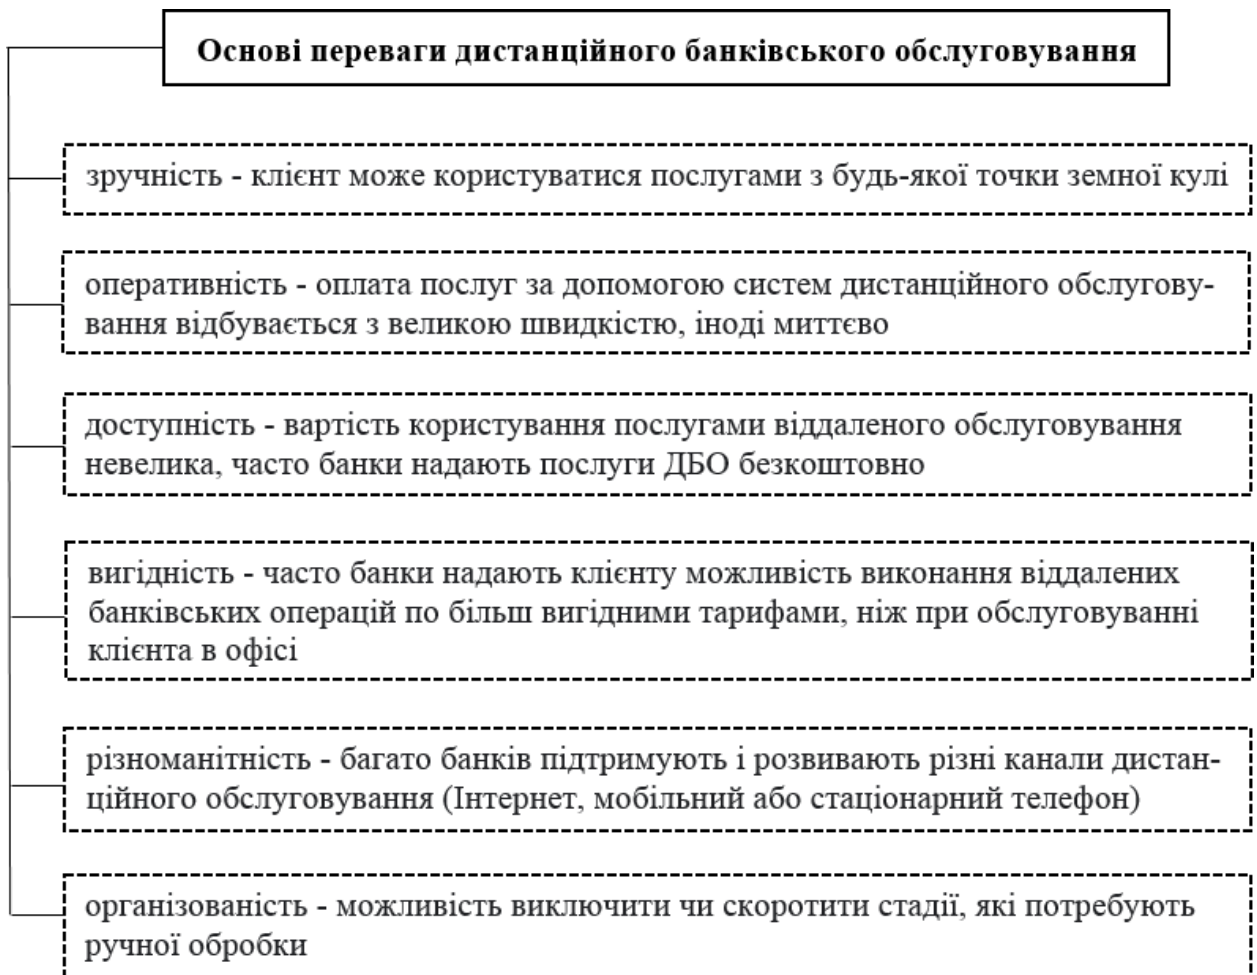 Основі переваги дистанційного банківського обслуговування
зручність - клієнт може користуватися послугами з будь-якої точки земної кулі
оперативність - оплата послуг за допомогою систем дистанційного обслугову-
вання відбувається з великою швидкістю, іноді миттєво
доступність - вартість користування послугами віддаленого обслуговування
невелика, часто банки надають послуги ДБО безкоштовно
вигідність - часто банки надають клієнту можливість виконання віддалених
банківських операцій по більш вигідними тарифами, ніж при обслуговуванні
клієнта в офісі
різноманітність - багато банків підтримують і розвивають різні канали дистан-
ційного обслуговування (Інтернет, мобільний або стаціонарний телефон)
організованість - можливість виключити чи скоротити стадії, які потребують
ручної обробки